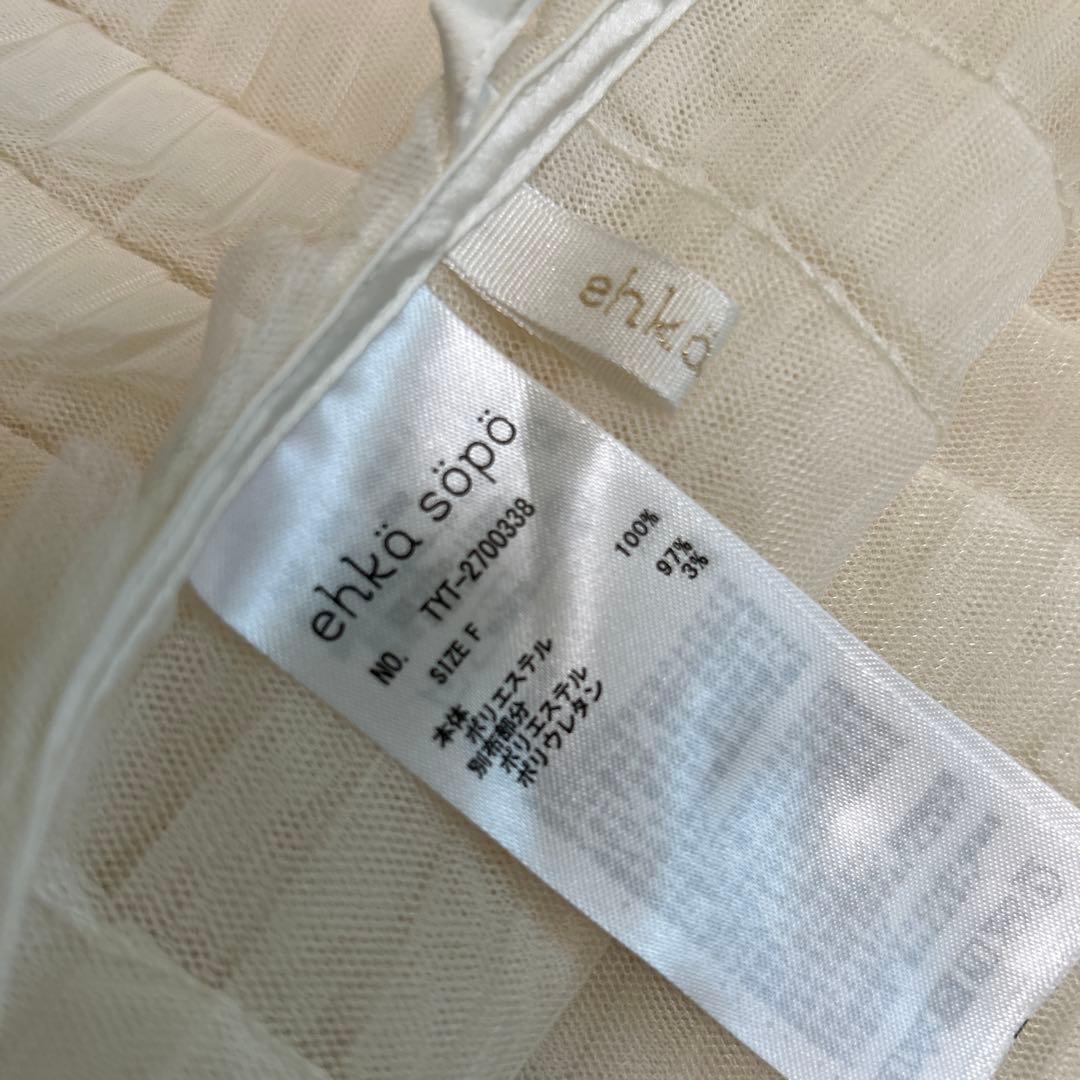 ehkä
ehkä söpö
NO. TYT-2700338
SIZE F
本体
ポリエステル 100%
別布部分
ポリエステル 97%
ポリウレタン 3%